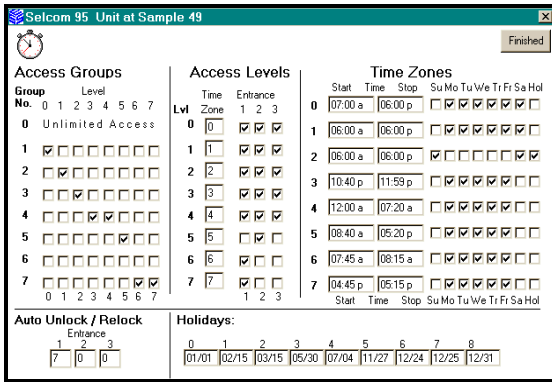 Selcom 95 Unit at Sample 49
Finished
Access Groups
Group Level
No. 0 1 2 3 4 5 6 7
0 Unlimited Access
1
2
3
4
5
6
7
0 1 2 3 4 5 6 7
Access Levels
Time Entrance
Lvl Zone 1 2 3
0 0
1 1
2 2
3 3
4 4
5 5
6 6
7 7
1 2 3
Time Zones
Start Time Stop Su Mo Tu We Tr Fr Sa Hol
0 07:00 a 06:00 p
1 06:00 a 06:00 p
2 06:00 a 06:00 p
3 10:40 p 11:59 p
4 12:00 a 07:20 a
5 08:40 a 05:20 p
6 07:45 a 08:15 a
7 04:45 p 05:15 p
Start Time Stop Su Mo Tu We Tr Fr Sa Hol
Auto Unlock / Relock
Entrance
1 2 3
7 0 0
Holidays:
0 1 2 3 4 5 6 7 8
01/01 02/15 03/15 05/30 07/04 11/27 12/24 12/25 12/31